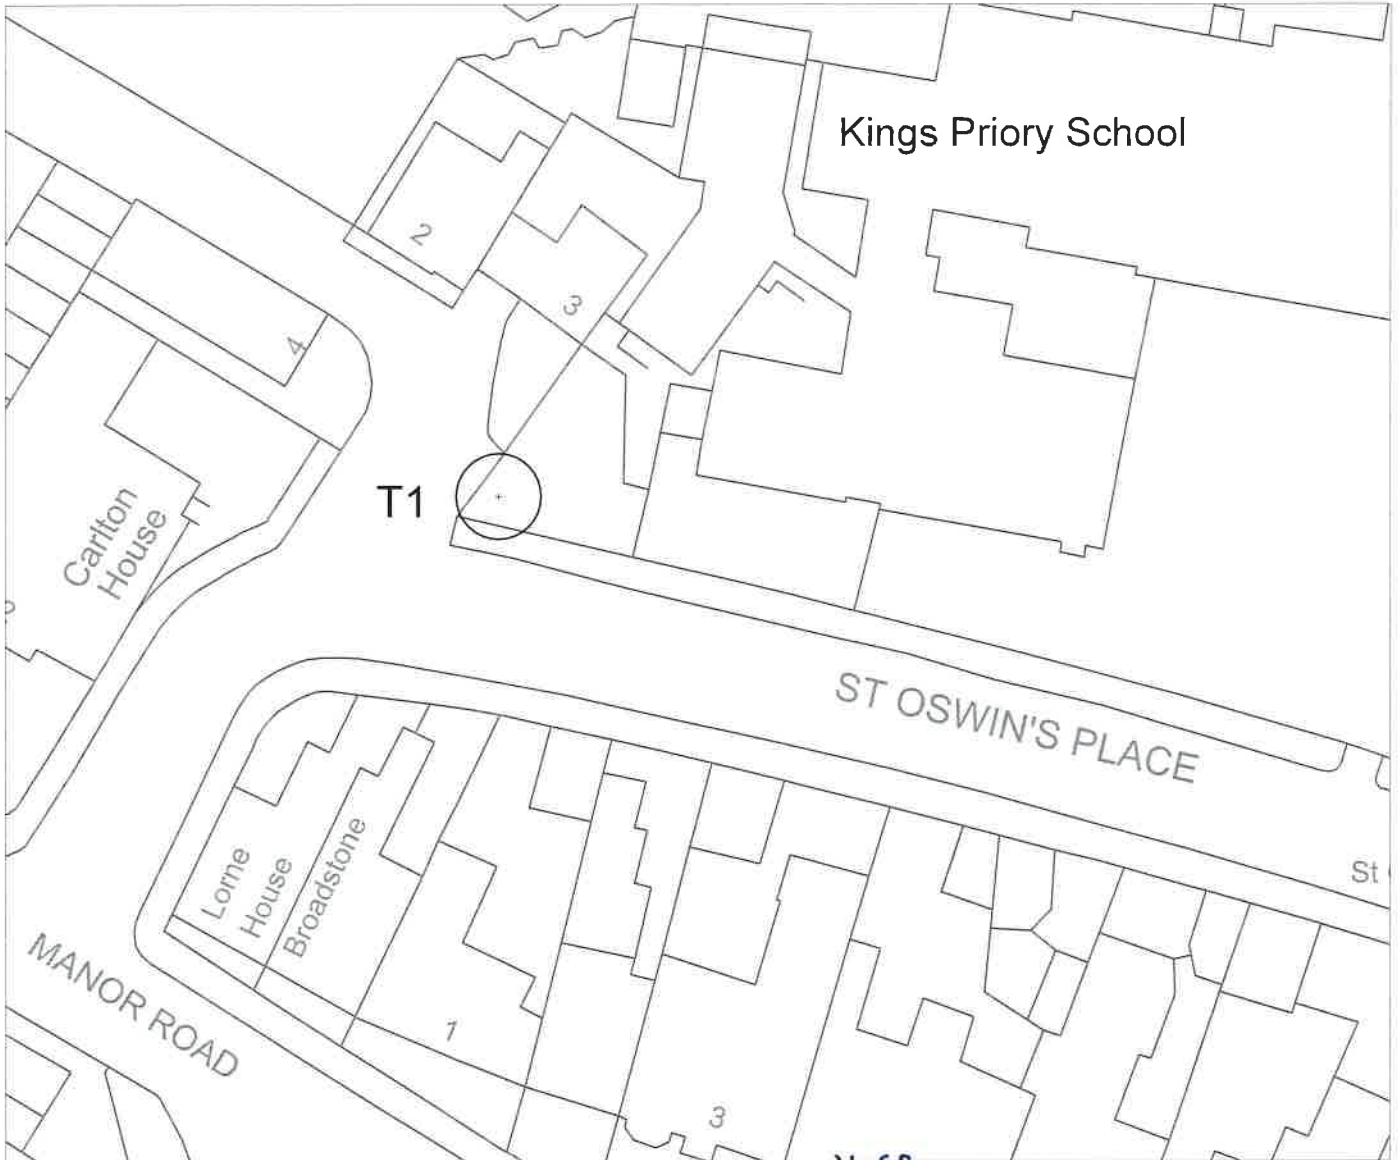 Kings Priory School
2
3
4
T1
Carlton
House
ST OSWIN'S PLACE
St
Lorne
House
Broadstone
MANOR ROAD
1
3